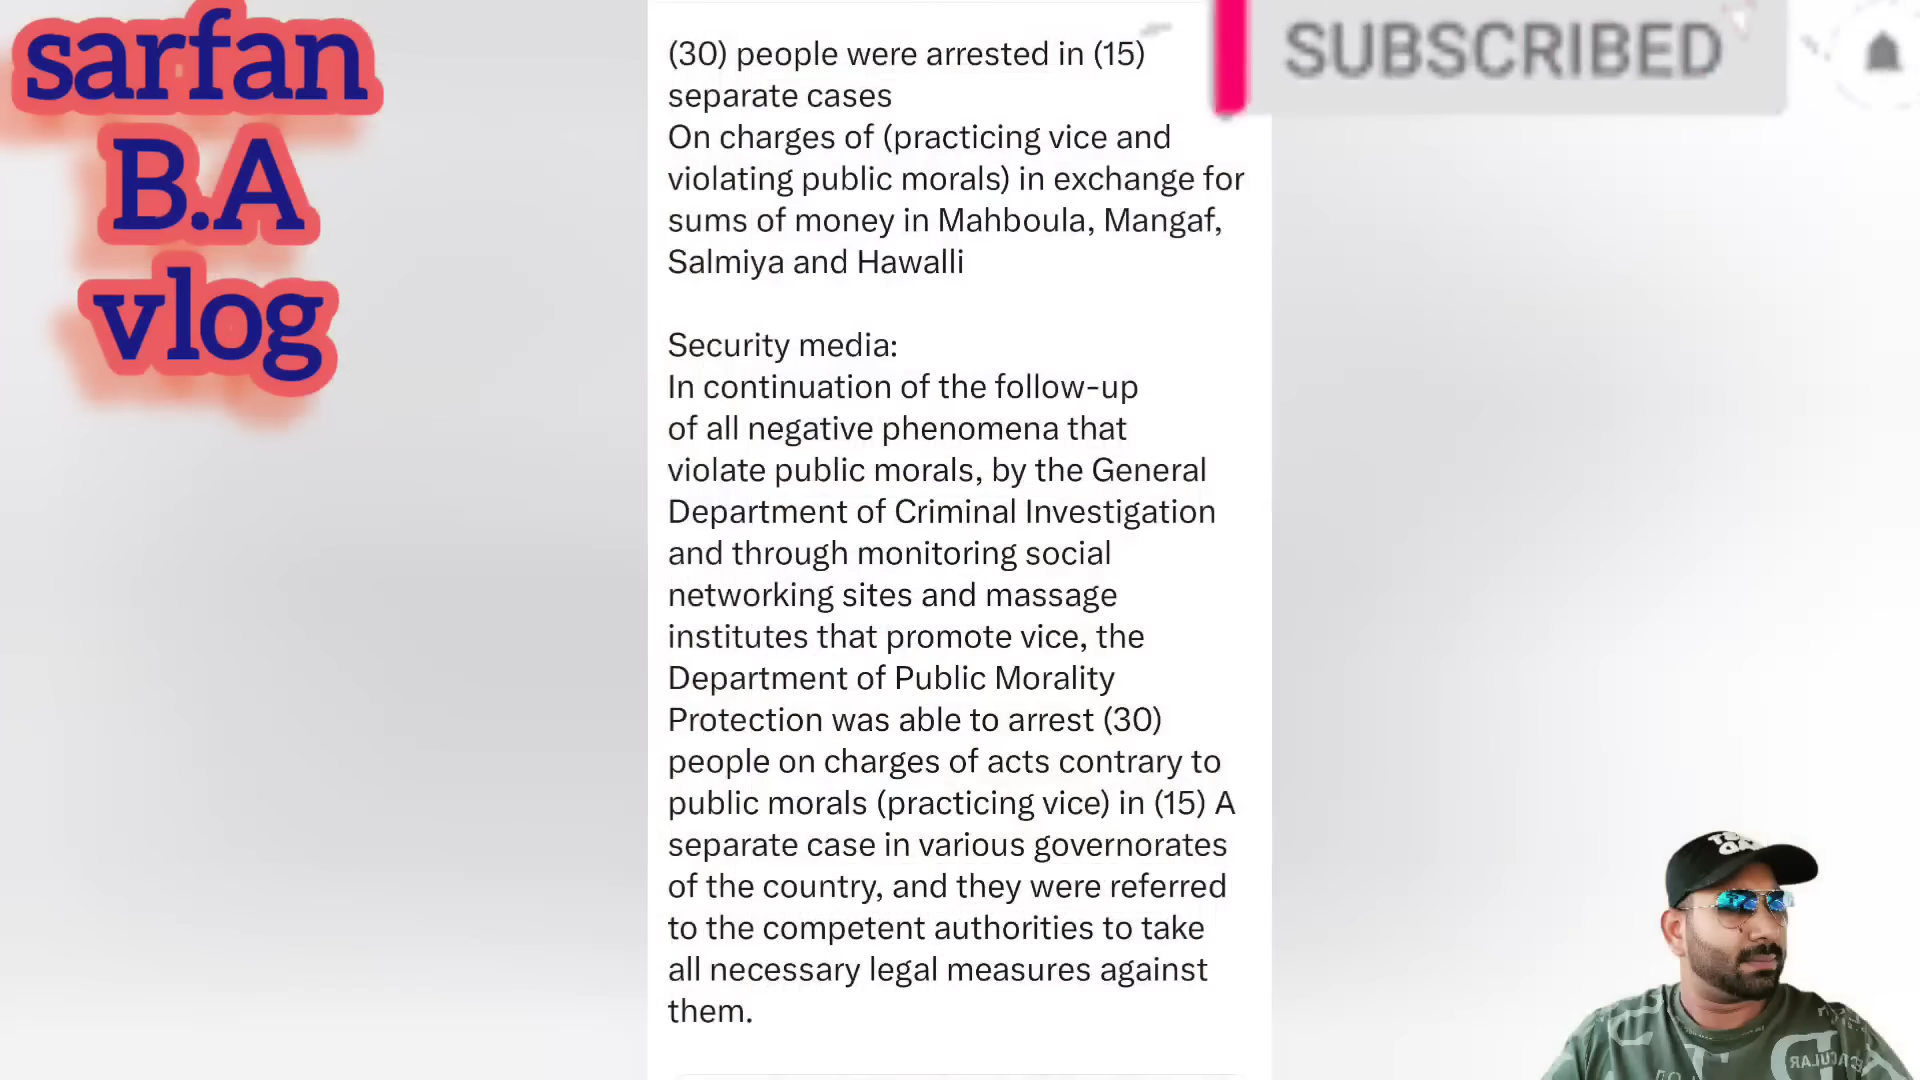 sarfan
B.A
vlog
(30) people were arrested in (15)
separate cases
On charges of (practicing vice and
violating public morals) in exchange for
sums of money in Mahboula, Mangaf,
Salmiya and Hawalli
Security media:
In continuation of the follow-up
of all negative phenomena that
violate public morals, by the General
Department of Criminal Investigation
and through monitoring social
networking sites and massage
institutes that promote vice, the
Department of Public Morality
Protection was able to arrest (30)
people on charges of acts contrary to
public morals (practicing vice) in (15) A
separate case in various governorates
of the country, and they were referred
to the competent authorities to take
all necessary legal measures against
them.
SUBSCRIBED